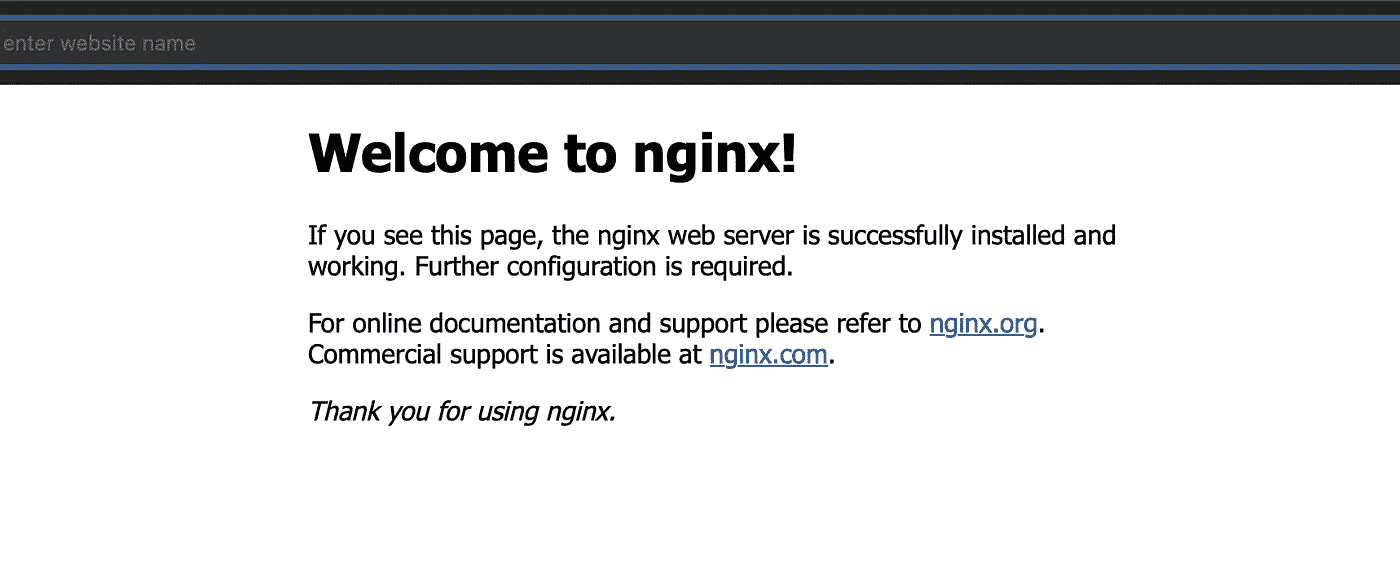 enter website name
Welcome to nginx!
If you see this page, the nginx web server is successfully installed and
working. Further configuration is required.
For online documentation and support please refer to nginx.org.
Commercial support is available at nginx.com.
Thank you for using nginx.